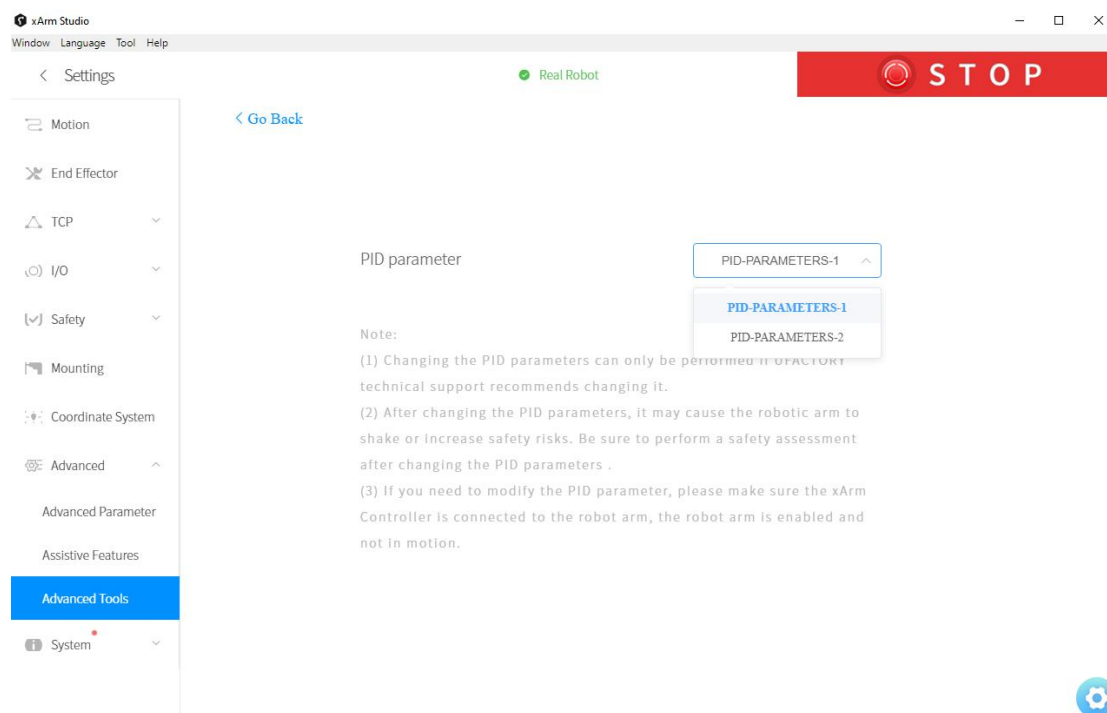 xArm Studio
Window Language Tool Help
Settings
Real Robot
STOP
Motion
End Effector
TCP
I/O
Safety
Mounting
Coordinate System
Advanced
Advanced Parameter
Assistive Features
Advanced Tools
System
< Go Back
PID parameter
PID-PARAMETERS-1
PID-PARAMETERS-1
PID-PARAMETERS-2
Note:
(1) Changing the PID parameters can only be performed if UFACTORY
technical support recommends changing it.
(2) After changing the PID parameters, it may cause the robotic arm to
shake or increase safety risks. Be sure to perform a safety assessment
after changing the PID parameters .
(3) If you need to modify the PID parameter, please make sure the xArm
Controller is connected to the robot arm, the robot arm is enabled and
not in motion.